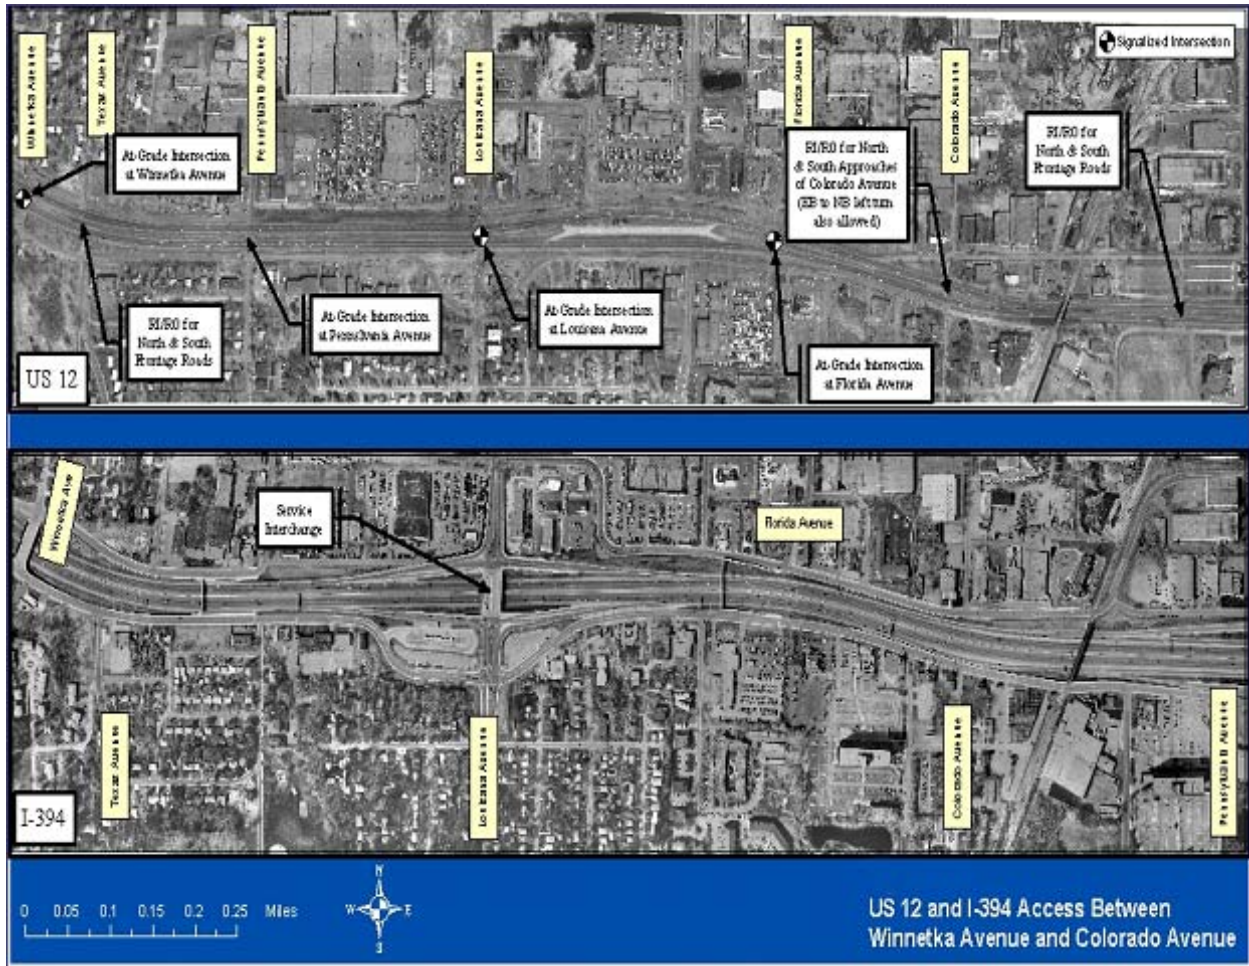 Winnetka Avenue
Texas Avenue
Pennsylvania Avenue
Louisiana Avenue
Florida Avenue
Colorado Avenue
Signalized Intersection
At-Grade Intersection
at Winnetka Avenue
RI/RO for North
& South Approaches
of Colorado Avenue
(EB to NB left turn
also allowed)
RI/RO for
North & South
Frontage Roads
RI/RO for
North & South
Frontage Roads
At-Grade Intersection
at Pennsylvania Avenue
At-Grade Intersection
at Louisiana Avenue
At-Grade Intersection
at Florida Avenue
US 12
Winnetka Ave
Service
Interchange
Florida Avenue
Texas Avenue
Louisiana Avenue
Colorado Avenue
Pennsylvania Avenue
I-394
0 0.05 0.1 0.15 0.2 0.25 Miles
N
W E
S
US 12 and I-394 Access Between
Winnetka Avenue and Colorado Avenue